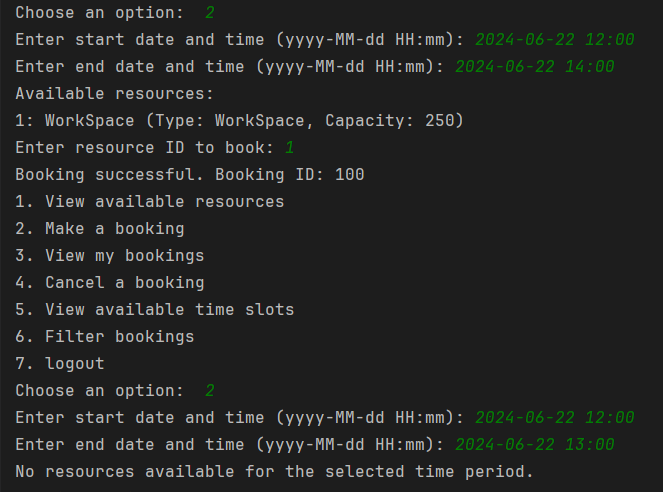 Choose an option:  2
Enter start date and time (yyyy-MM-dd HH:mm): 2024-06-22 12:00
Enter end date and time (yyyy-MM-dd HH:mm): 2024-06-22 14:00
Available resources:
1: WorkSpace (Type: WorkSpace, Capacity: 250)
Enter resource ID to book: 1
Booking successful. Booking ID: 100
1. View available resources
2. Make a booking
3. View my bookings
4. Cancel a booking
5. View available time slots
6. Filter bookings
7. logout
Choose an option:  2
Enter start date and time (yyyy-MM-dd HH:mm): 2024-06-22 12:00
Enter end date and time (yyyy-MM-dd HH:mm): 2024-06-22 13:00
No resources available for the selected time period.